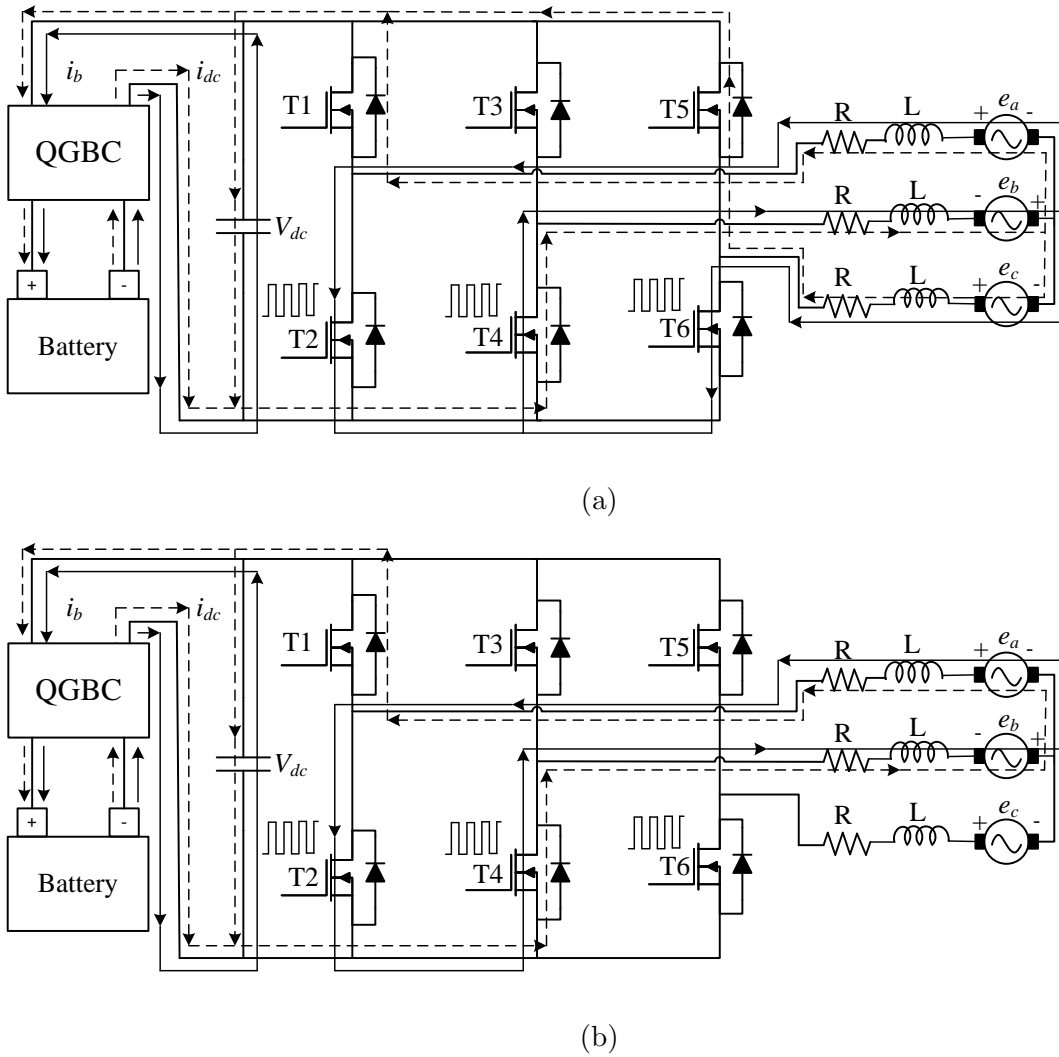 i_b
i_dc
QGBC
+
-
Battery
V_dc
T1
T3
T5
T2
T4
T6
R
L
+
e_a
-
R
L
-
e_b
+
R
L
+
e_c
-
(a)
i_b
i_dc
QGBC
+
-
Battery
V_dc
T1
T3
T5
T2
T4
T6
R
L
+
e_a
-
R
L
-
e_b
+
R
L
+
e_c
-
(b)